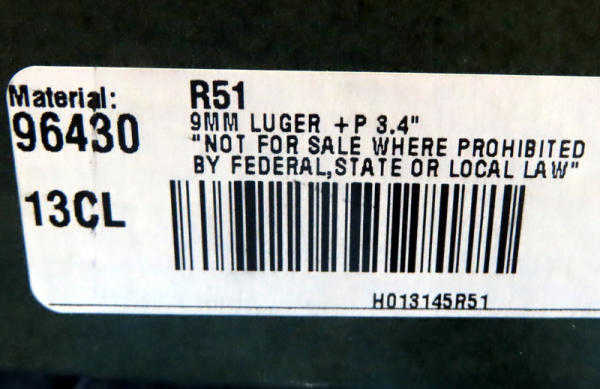 Material:
96430
13CL
R51
9MM LUGER +P 3.4"
"NOT FOR SALE WHERE PROHIBITED
BY FEDERAL,STATE OR LOCAL LAW"
H013145R51